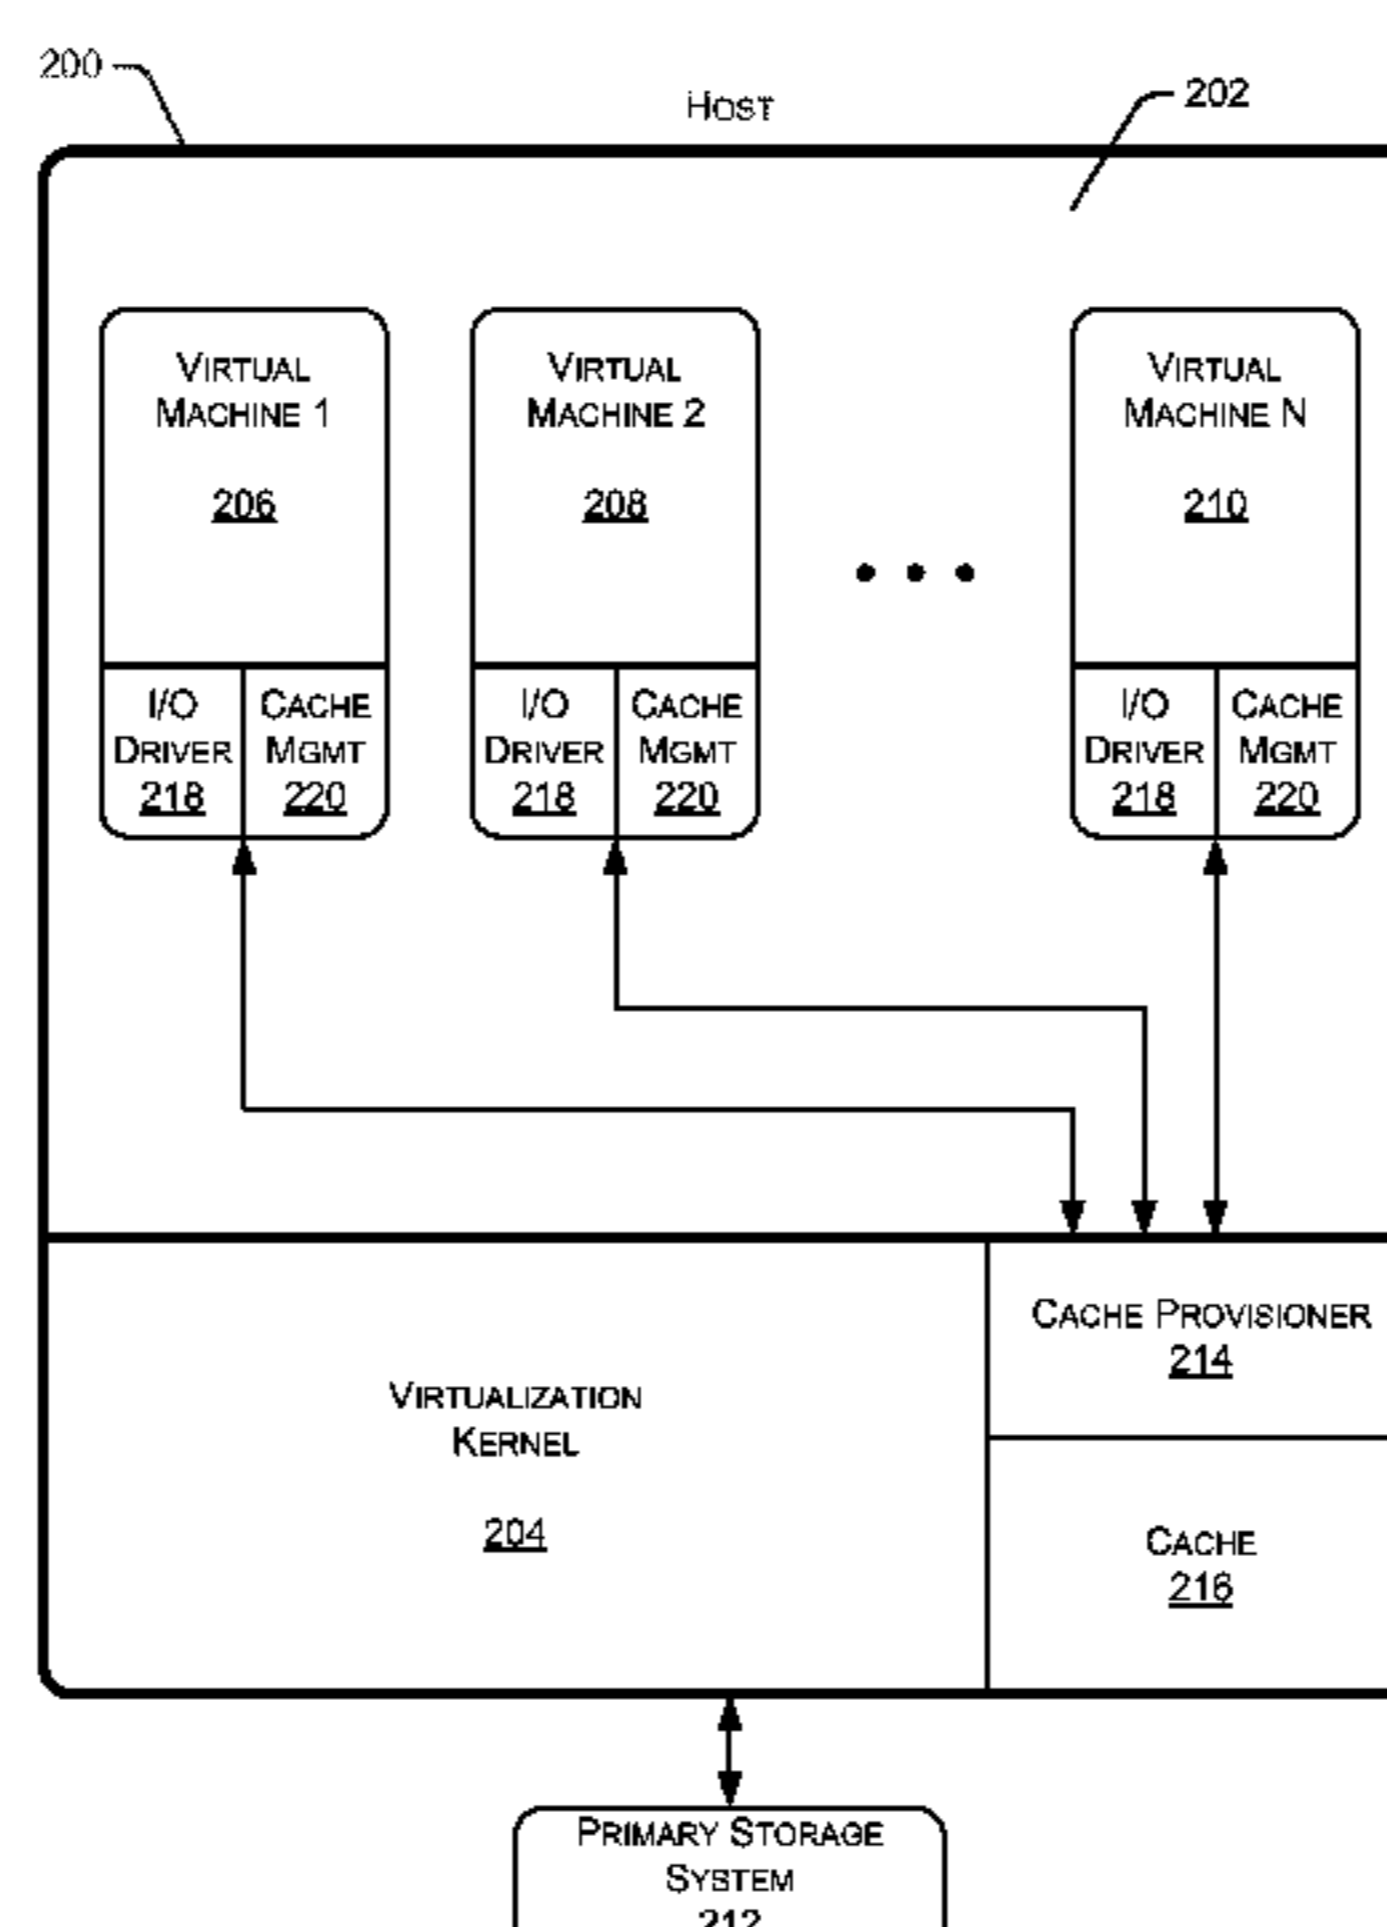 200
HOST
202
VIRTUAL
MACHINE 1
206
VIRTUAL
MACHINE 2
208
VIRTUAL
MACHINE N
210
I/O
DRIVER
218
CACHE
MGMT
220
I/O
DRIVER
218
CACHE
MGMT
220
I/O
DRIVER
218
CACHE
MGMT
220
VIRTUALIZATION
KERNEL
204
CACHE PROVISIONER
214
CACHE
216
PRIMARY STORAGE
SYSTEM
212